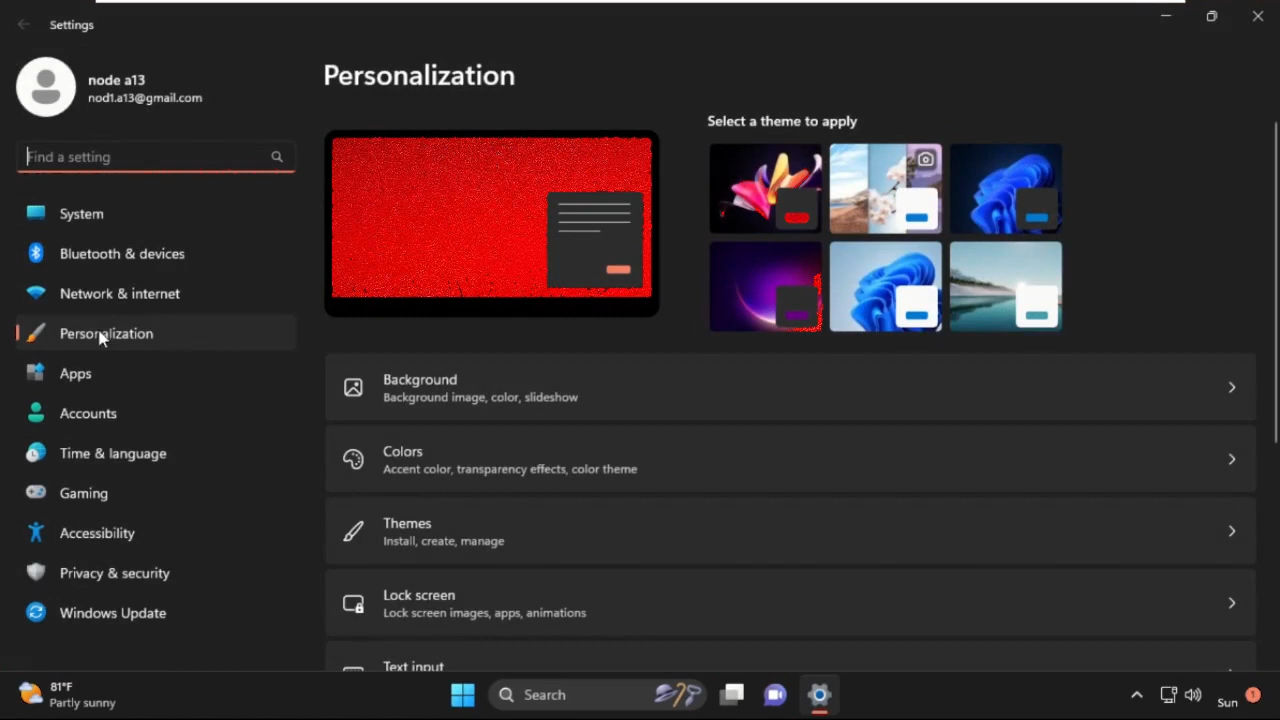 Settings
node a13
nod1.a13@gmail.com
Find a setting
System
Bluetooth & devices
Network & internet
Personalization
Apps
Accounts
Time & language
Gaming
Accessibility
Privacy & security
Windows Update
Personalization
Select a theme to apply
Background
Background image, color, slideshow
Colors
Accent color, transparency effects, color theme
Themes
Install, create, manage
Lock screen
Lock screen images, apps, animations
Text input
81°F
Partly sunny
Search
Sun
1